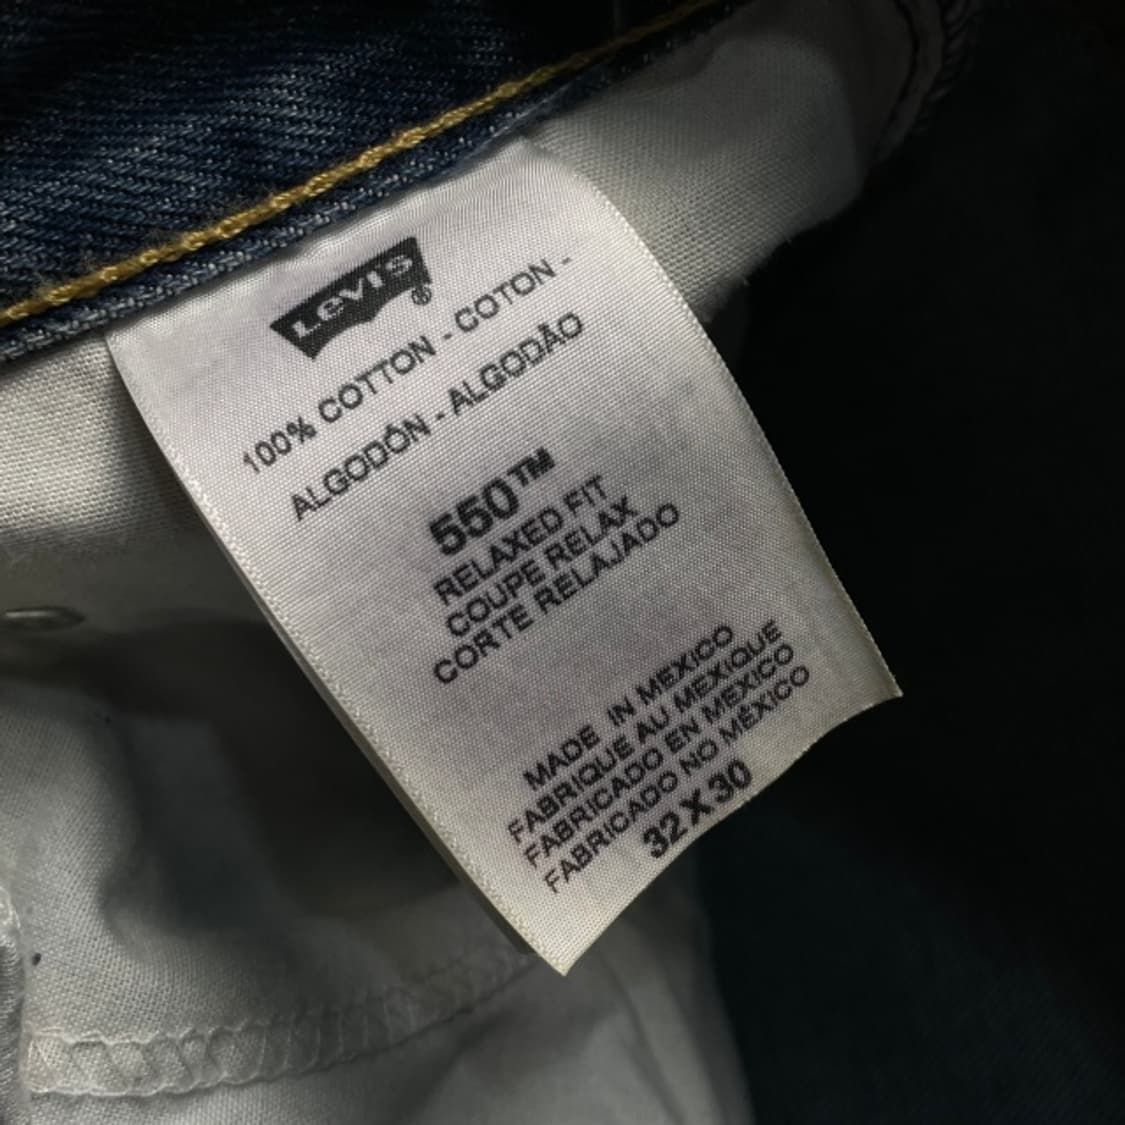 Levi's®
100% COTTON - COTON -
ALGODÓN - ALGODÃO
550™
RELAXED FIT
COUPE RELAX
CORTE RELAJADO
MADE IN MEXICO
FABRIQUE AU MEXIQUE
FABRICADO EN MEXICO
FABRICADO NO MÉXICO
32 X 30